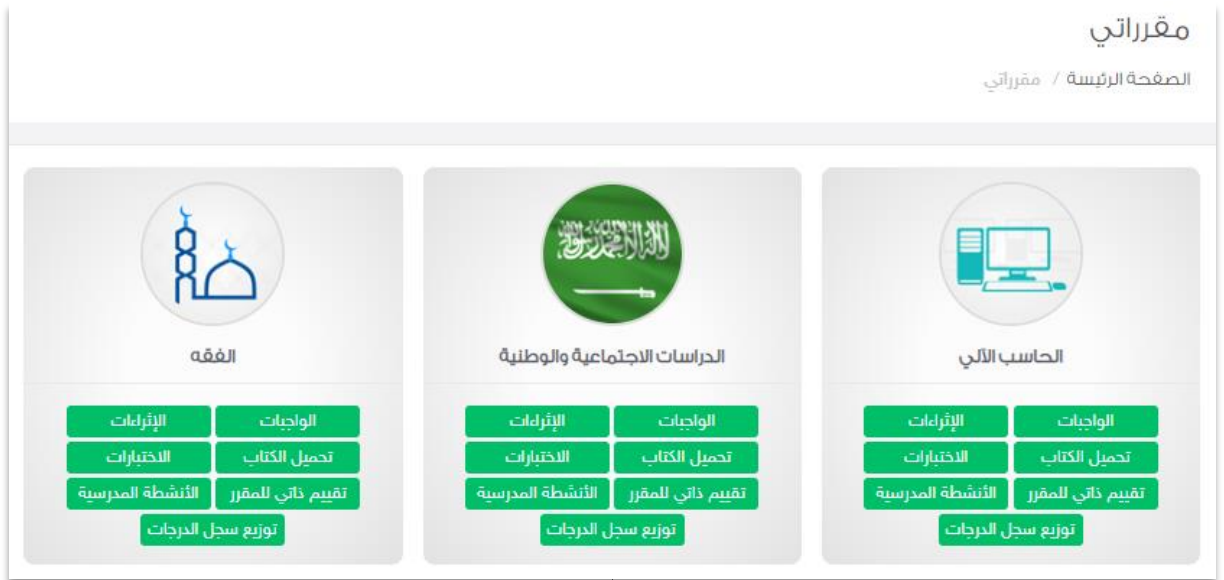 مقرراتي
الصفحة الرئيسة / مقرراتي
الحاسب الآلي
الواجبات
الإثراءات
تحميل الكتاب
الاختبارات
تقييم ذاتي للمقرر
الأنشطة المدرسية
توزيع سجل الدرجات
الدراسات الاجتماعية والوطنية
الواجبات
الإثراءات
تحميل الكتاب
الاختبارات
تقييم ذاتي للمقرر
الأنشطة المدرسية
توزيع سجل الدرجات
الفقه
الواجبات
الإثراءات
تحميل الكتاب
الاختبارات
تقييم ذاتي للمقرر
الأنشطة المدرسية
توزيع سجل الدرجات